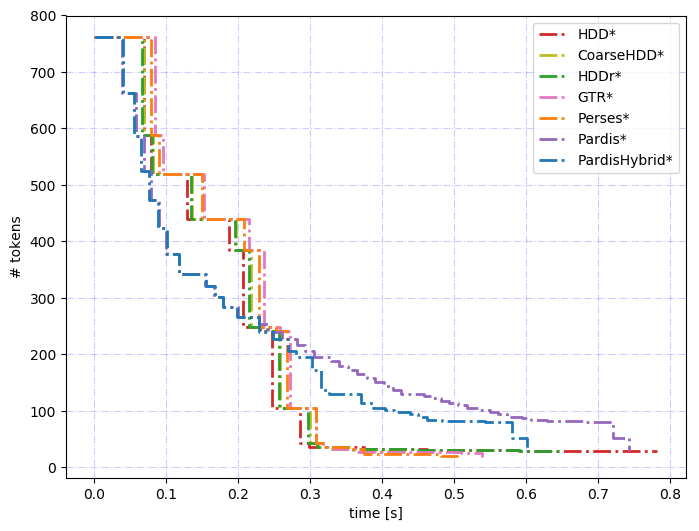 800
700
600
500
400
300
200
100
0
# tokens
0.0 0.1 0.2 0.3 0.4 0.5 0.6 0.7 0.8
time [s]
HDD*
CoarseHDD*
HDDr*
GTR*
Perses*
Pardis*
PardisHybrid*